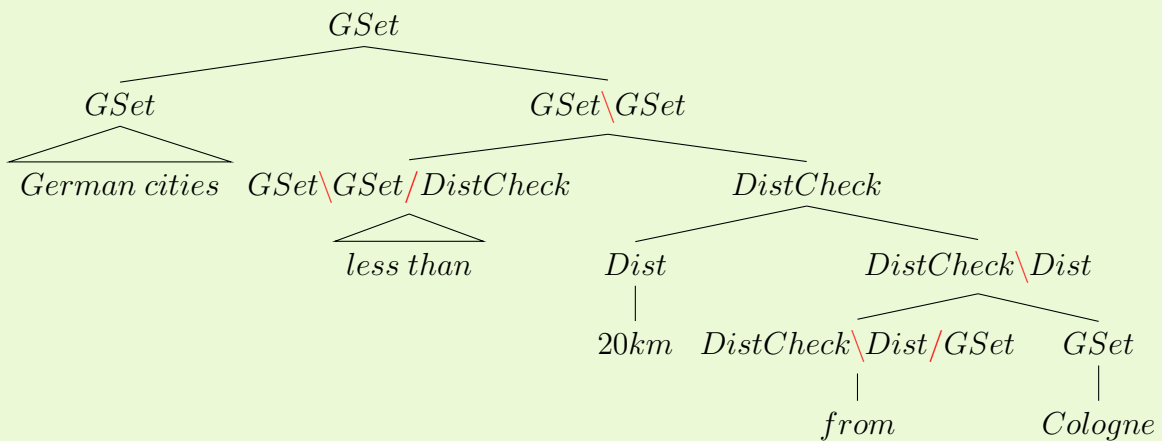 GSet
GSet GSet\GSet
German cities GSet\GSet/DistCheck DistCheck
less than Dist DistCheck\Dist
20km DistCheck\Dist/GSet GSet
from Cologne